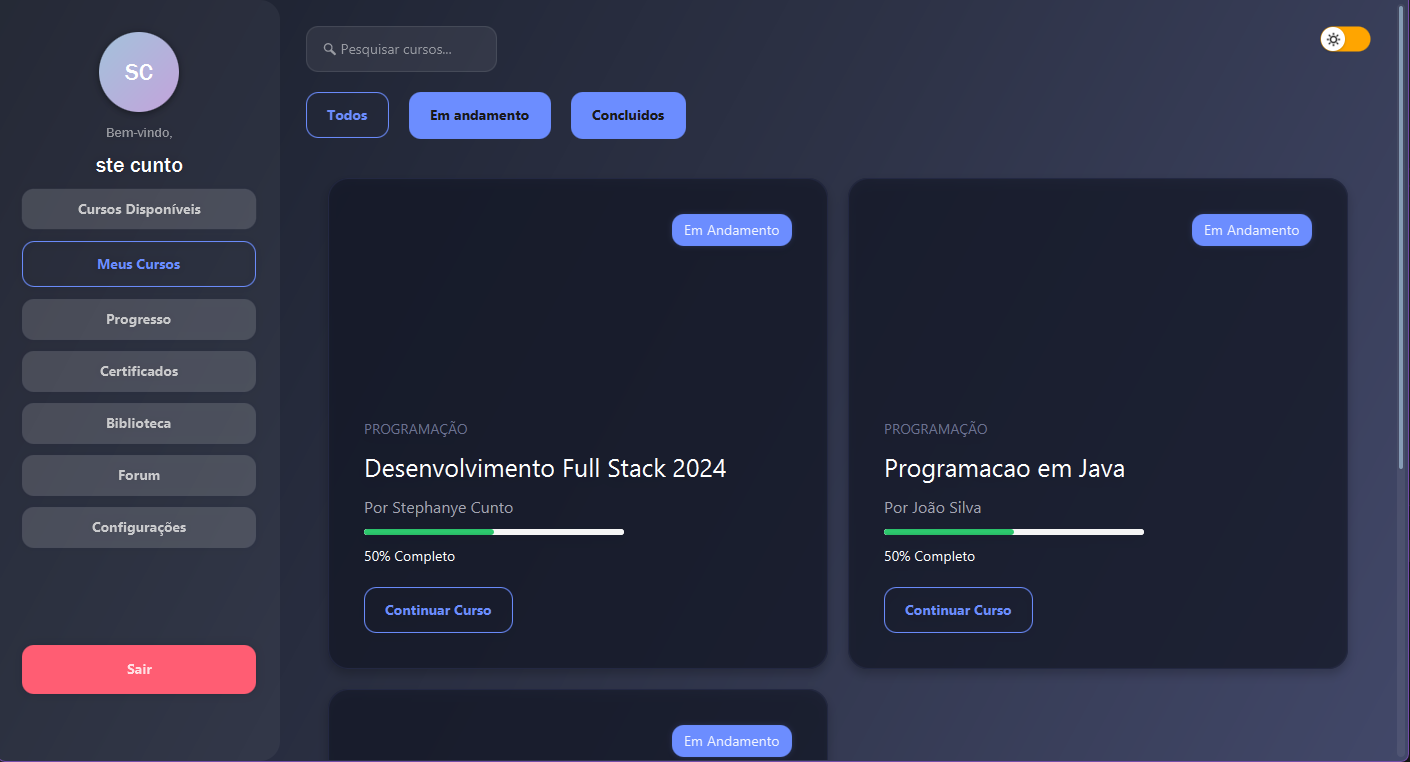 SC
Bem-vindo,
ste cunto
Cursos Disponíveis
Meus Cursos
Progresso
Certificados
Biblioteca
Forum
Configurações
Sair
Pesquisar cursos...
Todos
Em andamento
Concluidos
Em Andamento
PROGRAMAÇÃO
Desenvolvimento Full Stack 2024
Por Stephanye Cunto
50% Completo
Continuar Curso
Em Andamento
PROGRAMAÇÃO
Programacao em Java
Por João Silva
50% Completo
Continuar Curso
Em Andamento